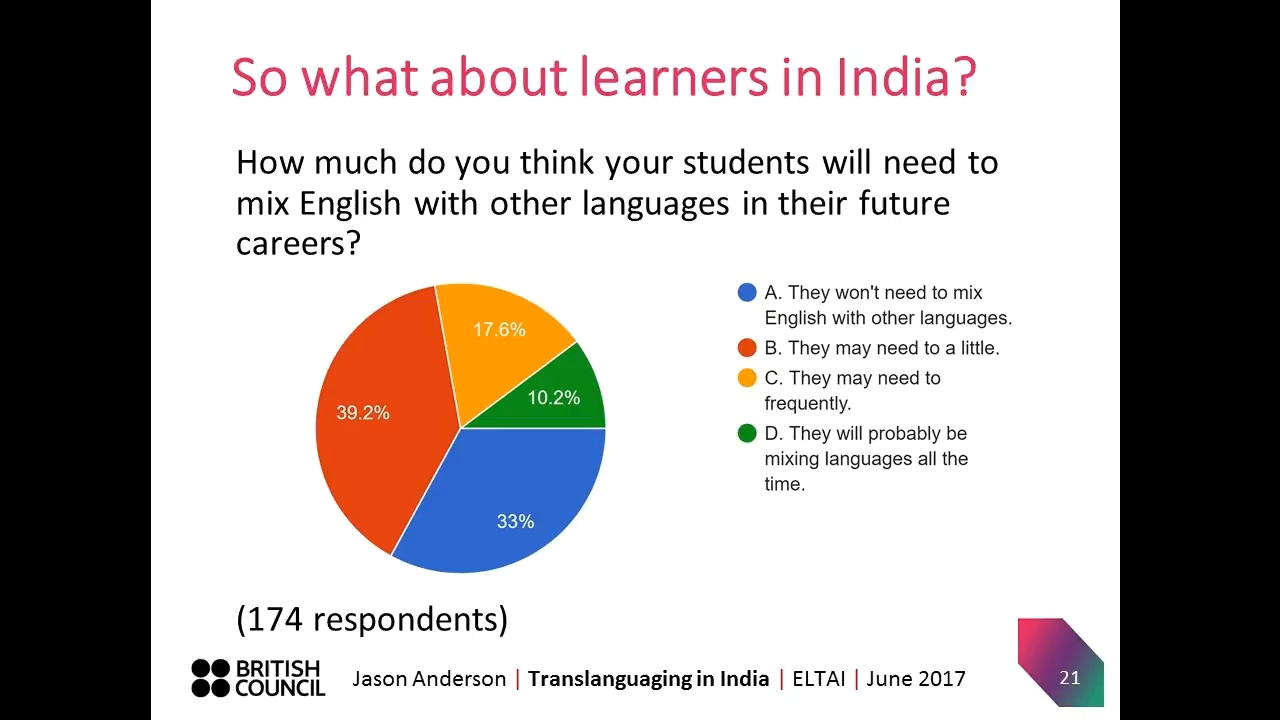 So what about learners in India?
How much do you think your students will need to
mix English with other languages in their future
careers?
17.6%
10.2%
39.2%
33%
A. They won't need to mix
English with other languages.
B. They may need to a little.
C. They may need to
frequently.
D. They will probably be
mixing languages all the
time.
(174 respondents)
BRITISH
COUNCIL
Jason Anderson | Translanguaging in India | ELTAI | June 2017
21